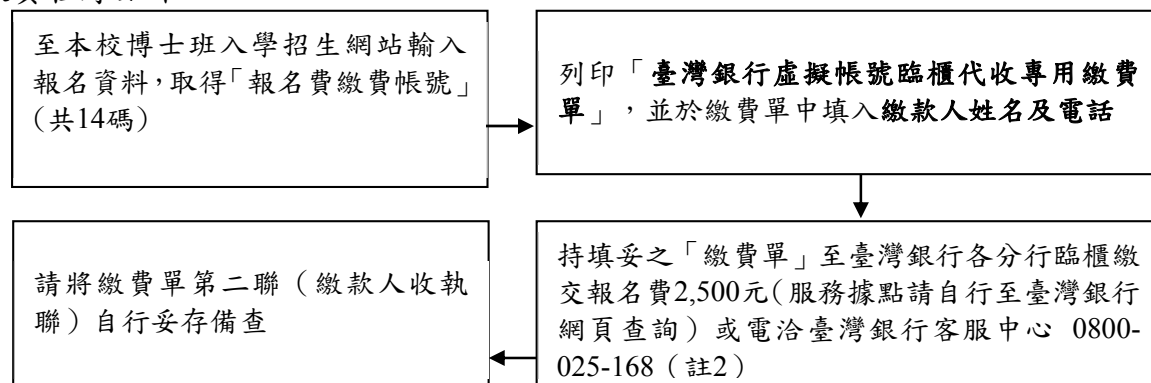 至本校博士班入學招生網站輸入
報名資料,取得「報名費繳費帳號」
(共14碼)
列印「臺灣銀行虛擬帳號臨櫃代收專用繳費
單」,並於繳費單中填入繳款人姓名及電話
持填妥之「繳費單」至臺灣銀行各分行臨櫃繳
交報名費2,500元(服務據點請自行至臺灣銀行
網頁查詢)或電洽臺灣銀行客服中心 0800-
025-168(註2)
請將繳費單第二聯(繳款人收執
聯)自行妥存備查